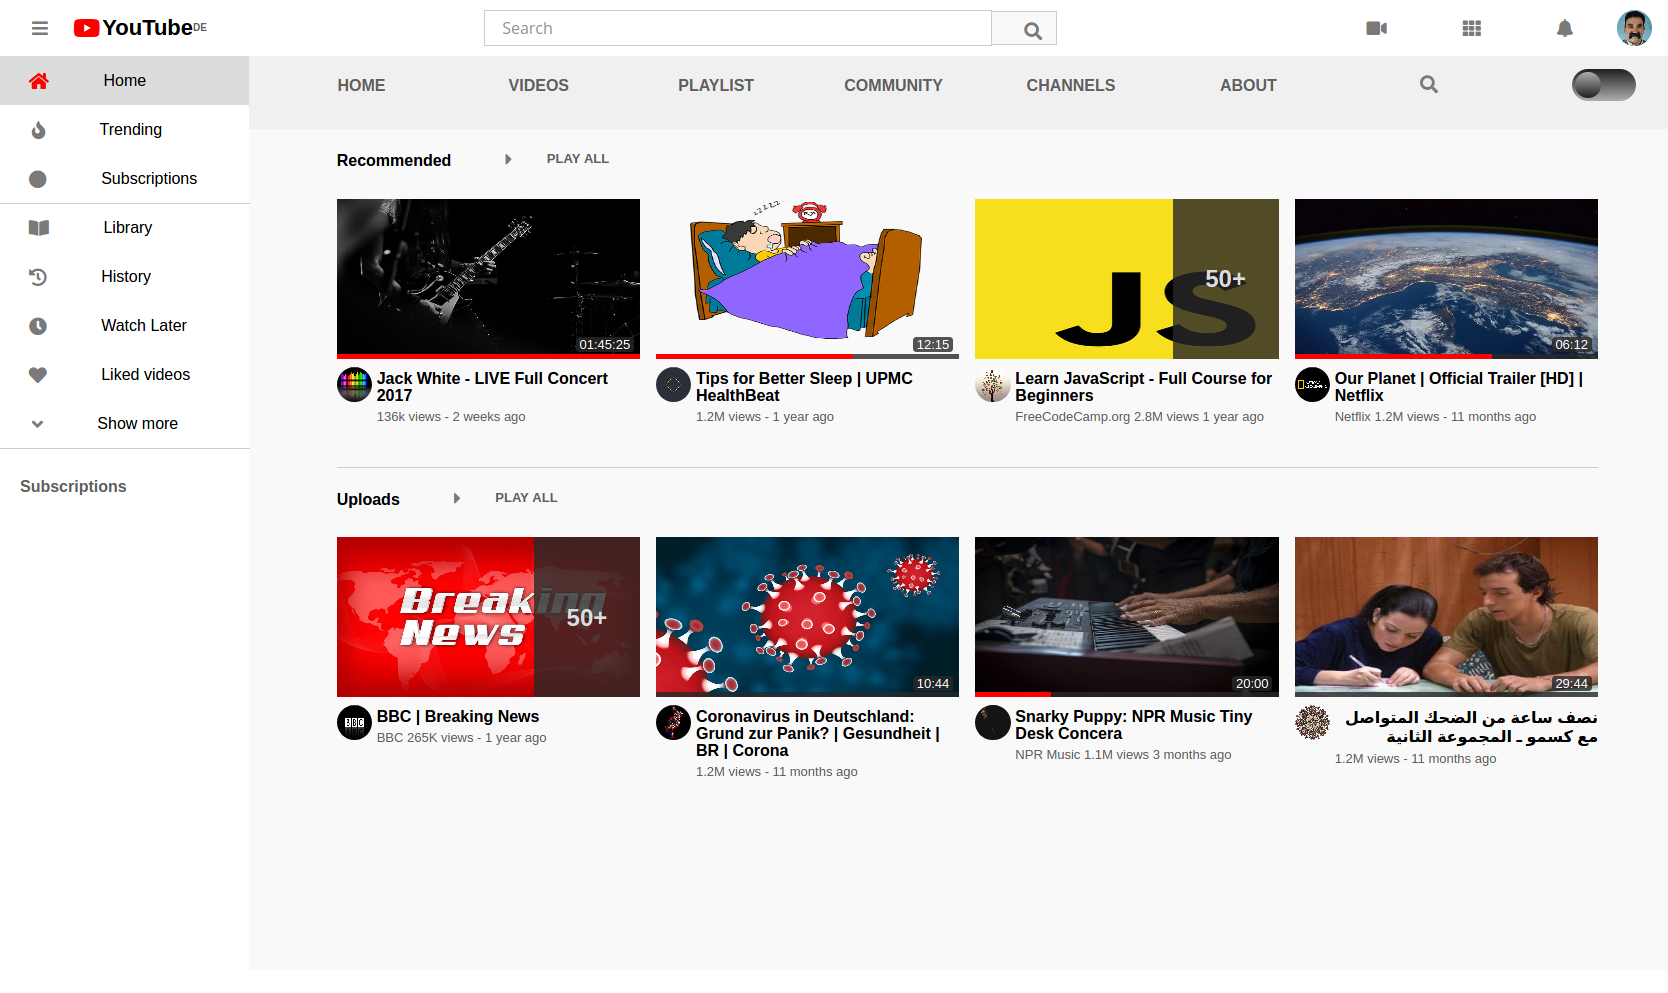 YouTube DE
Search
Home
Trending
Subscriptions
Library
History
Watch Later
Liked videos
Show more
Subscriptions
HOME VIDEOS PLAYLIST COMMUNITY CHANNELS ABOUT
Recommended PLAY ALL
01:45:25
Jack White - LIVE Full Concert
2017
136k views - 2 weeks ago
zzzzz
12:15
Tips for Better Sleep | UPMC
HealthBeat
1.2M views - 1 year ago
JS
50+
Learn JavaScript - Full Course for
Beginners
FreeCodeCamp.org 2.8M views 1 year ago
06:12
Our Planet | Official Trailer [HD] |
Netflix
Netflix 1.2M views - 11 months ago
Uploads PLAY ALL
Breaking
News
50+
BBC
BBC | Breaking News
BBC 265K views - 1 year ago
10:44
Coronavirus in Deutschland:
Grund zur Panik? | Gesundheit |
BR | Corona
1.2M views - 11 months ago
20:00
Snarky Puppy: NPR Music Tiny
Desk Concera
NPR Music 1.1M views 3 months ago
29:44
نصف ساعة من الضحك المتواصل
مع كسمو ـ المجموعة الثانية
1.2M views - 11 months ago